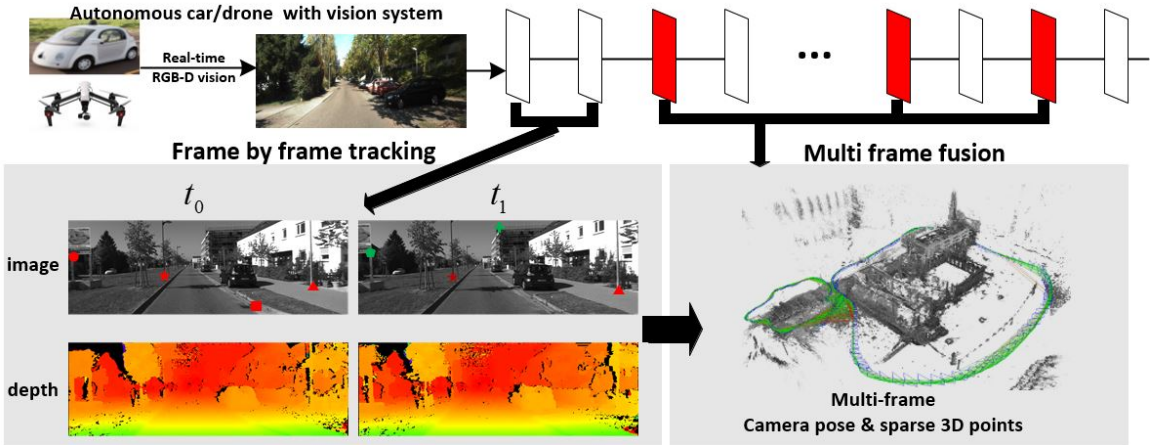 Autonomous car/drone with vision system
Real-time
RGB-D vision
...
Frame by frame tracking
Multi frame fusion
t0
t1
image
depth
Multi-frame
Camera pose & sparse 3D points